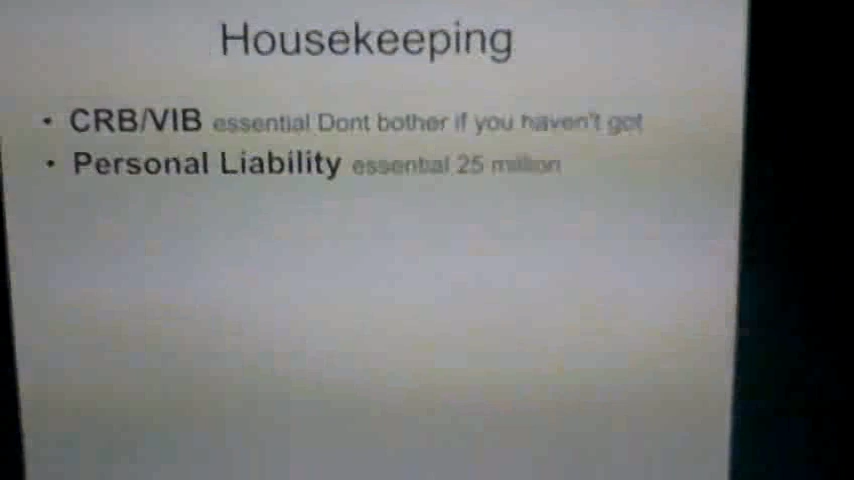 Housekeeping
• CRB/VIB essential Dont bother if you haven't got
• Personal Liability essential 25 million